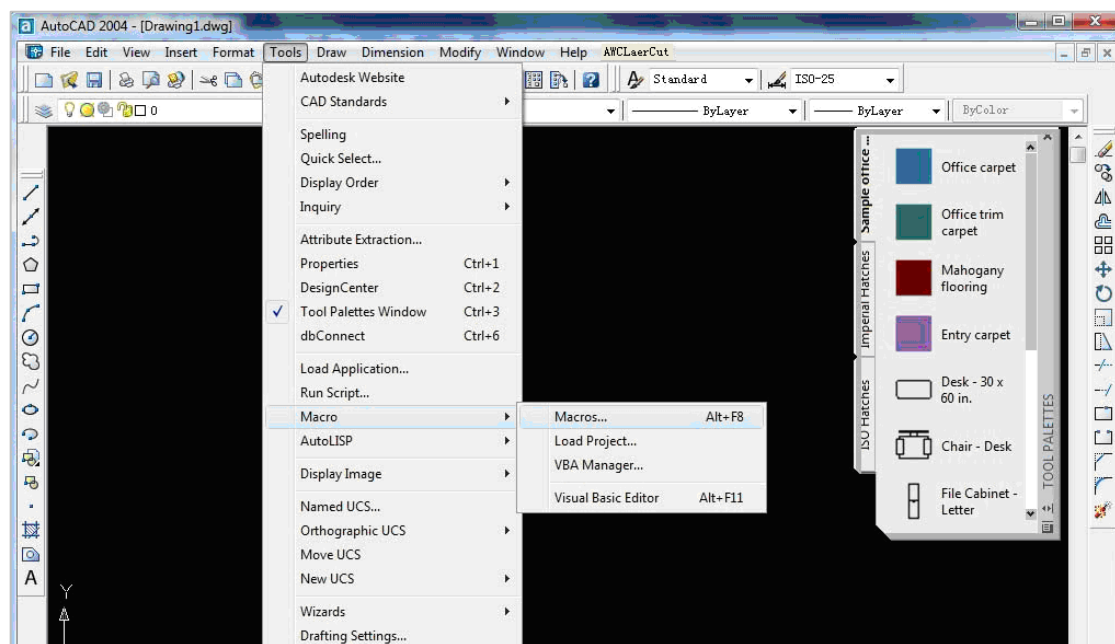 AutoCAD 2004 - [Drawing1.dwg]
File Edit View Insert Format Tools Draw Dimension Modify Window Help AWCLaerCut
Standard ISO-25
0 ByLayer ByLayer ByColor
Autodesk Website
CAD Standards
Spelling
Quick Select...
Display Order
Inquiry
Attribute Extraction...
Properties Ctrl+1
DesignCenter Ctrl+2
Tool Palettes Window Ctrl+3
dbConnect Ctrl+6
Load Application...
Run Script...
Macro
AutoLISP
Display Image
Named UCS...
Orthographic UCS
Move UCS
New UCS
Wizards
Drafting Settings...
Macros... Alt+F8
Load Project...
VBA Manager...
Visual Basic Editor Alt+F11
Sample office ...
Imperial Hatches
ISO Hatches
Office carpet
Office trim
carpet
Mahogany
flooring
Entry carpet
Desk - 30 x
60 in.
Chair - Desk
File Cabinet -
Letter
TOOL PALETTES
A
Y